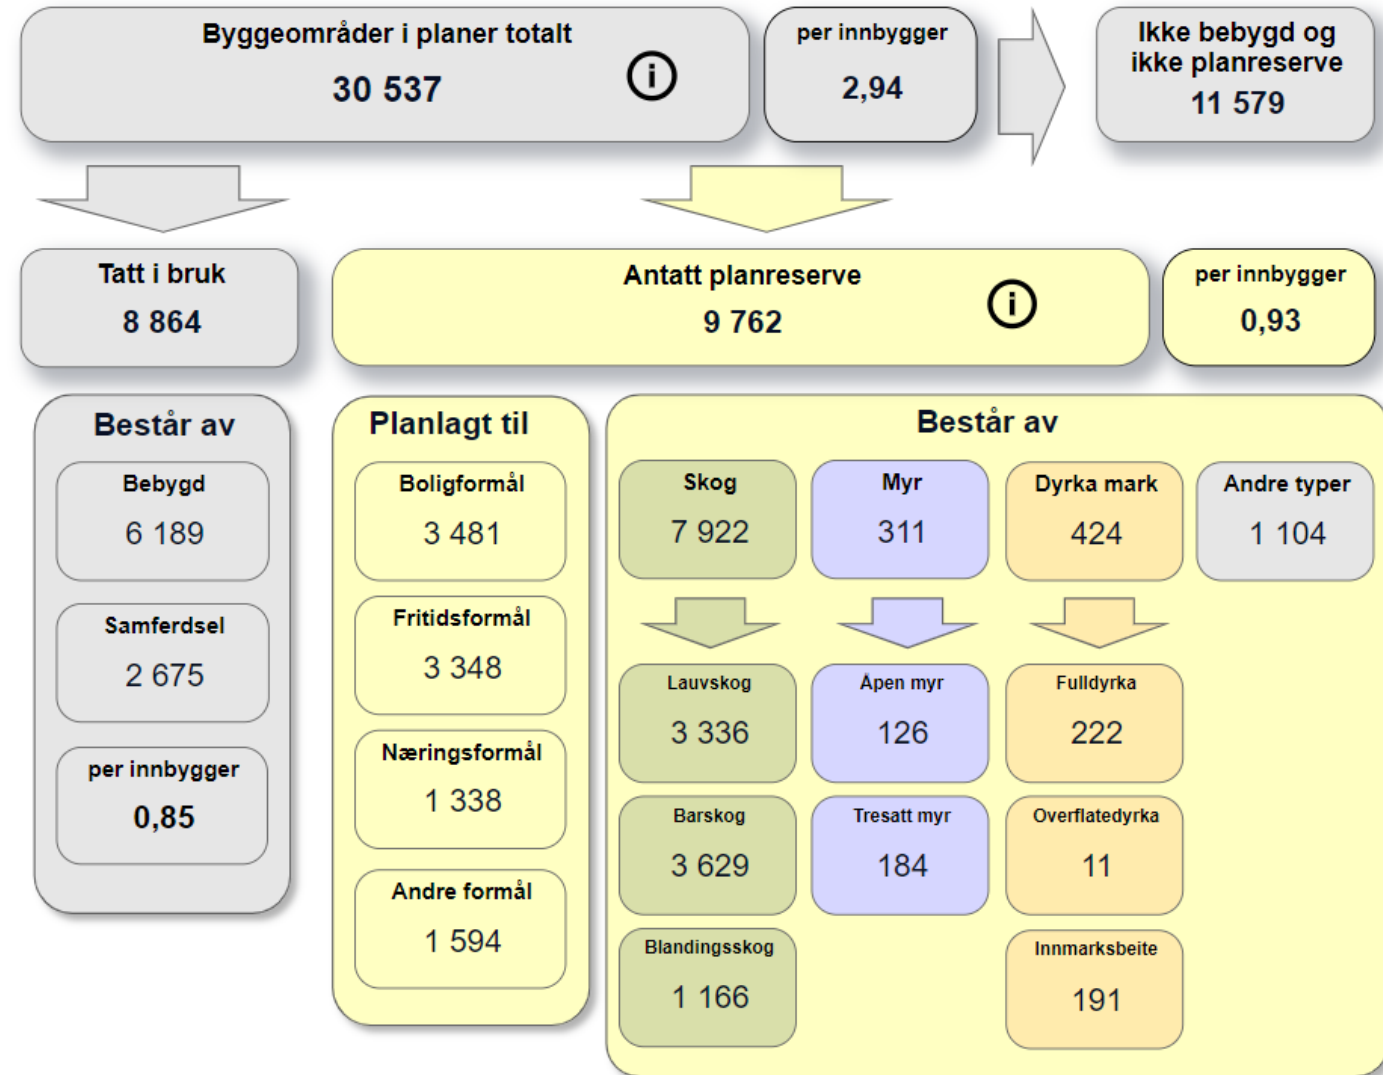 Byggeområder i planer totalt
30 537
per innbygger
2,94
Ikke bebygd og
ikke planreserve
11 579
Tatt i bruk
8 864
Antatt planreserve
9 762
per innbygger
0,93
Består av
Bebygd
6 189
Samferdsel
2 675
per innbygger
0,85
Planlagt til
Boligformål
3 481
Fritidsformål
3 348
Næringsformål
1 338
Andre formål
1 594
Består av
Skog
7 922
Myr
311
Dyrka mark
424
Andre typer
1 104
Lauvskog
3 336
Åpen myr
126
Fulldyrka
222
Barskog
3 629
Tresatt myr
184
Overflatedyrka
11
Blandingsskog
1 166
Innmarksbeite
191